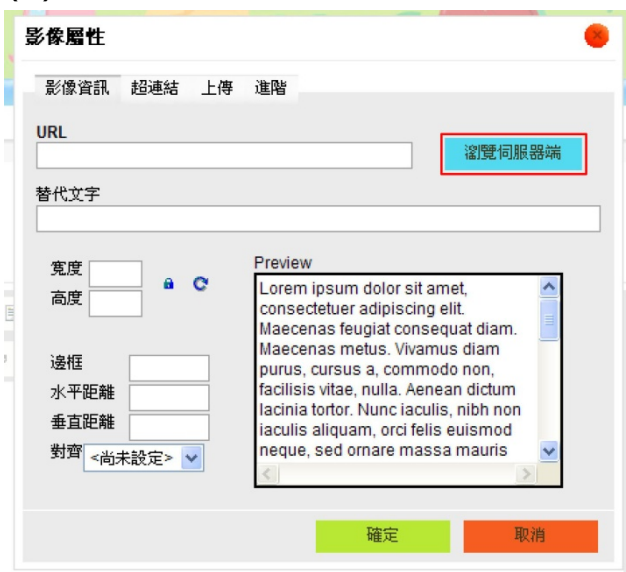 影像屬性
影像資訊 超連結 上傳 進階
URL
瀏覽伺服器端
替代文字
寬度
高度
邊框
水平距離
垂直距離
對齊 <尚未設定>
Preview
Lorem ipsum dolor sit amet,
consectetuer adipiscing elit.
Maecenas feugiat consequat diam.
Maecenas metus. Vivamus diam
purus, cursus a, commodo non,
facilisis vitae, nulla. Aenean dictum
lacinia tortor. Nunc iaculis, nibh non
iaculis aliquam, orci felis euismod
neque, sed ornare massa mauris
確定 取消